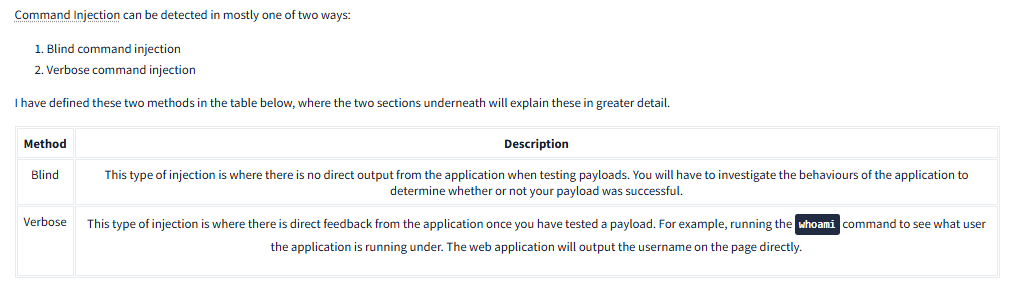 Command Injection can be detected in mostly one of two ways:
1. Blind command injection
2. Verbose command injection
I have defined these two methods in the table below, where the two sections underneath will explain these in greater detail.
Method Description
Blind This type of injection is where there is no direct output from the application when testing payloads. You will have to investigate the behaviours of the application to
determine whether or not your payload was successful.
Verbose This type of injection is where there is direct feedback from the application once you have tested a payload. For example, running the whoami command to see what user
the application is running under. The web application will output the username on the page directly.